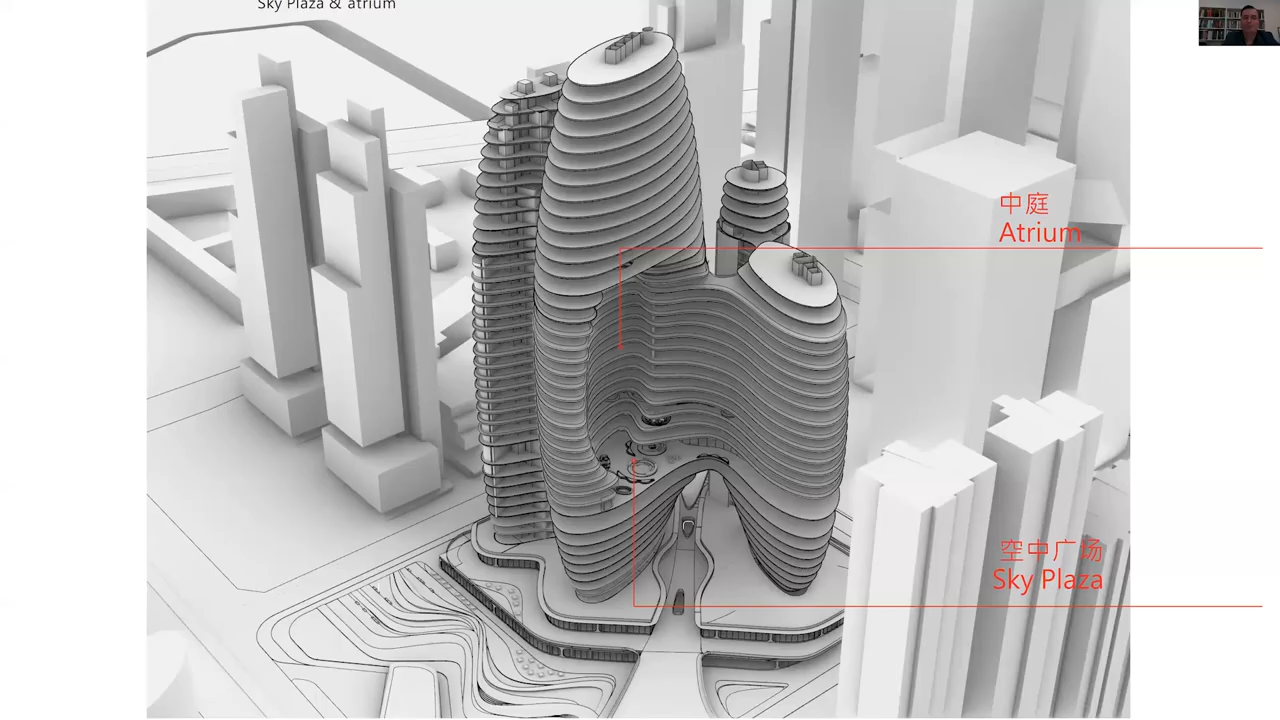 Sky Plaza & atrium
中庭
Atrium
空中广场
Sky Plaza